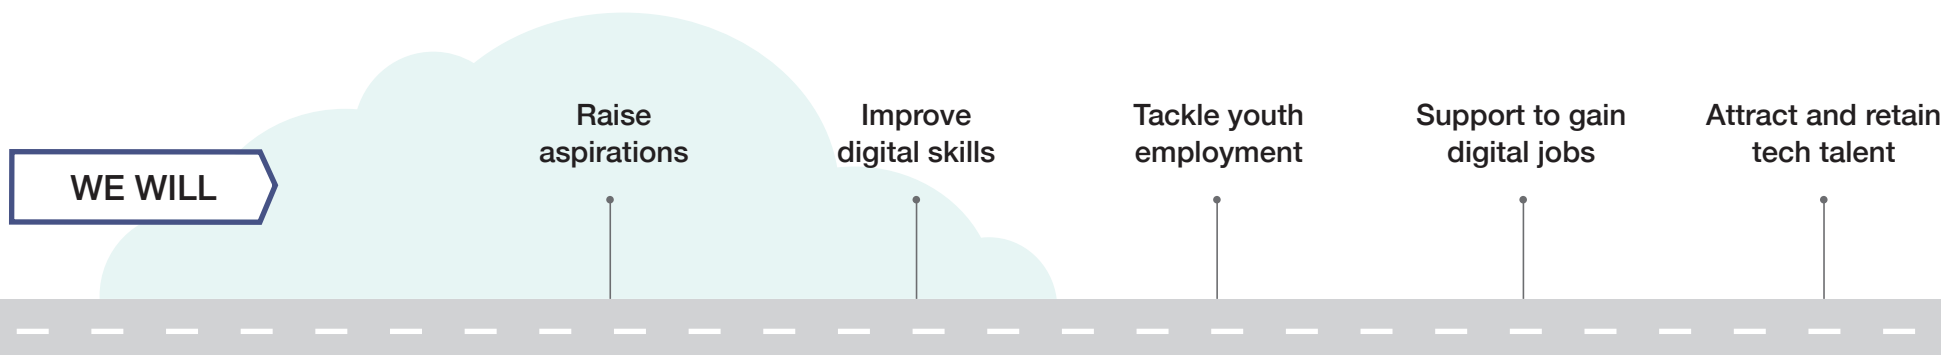 WE WILL
Raise
aspirations
Improve
digital skills
Tackle youth
employment
Support to gain
digital jobs
Attract and retain
tech talent